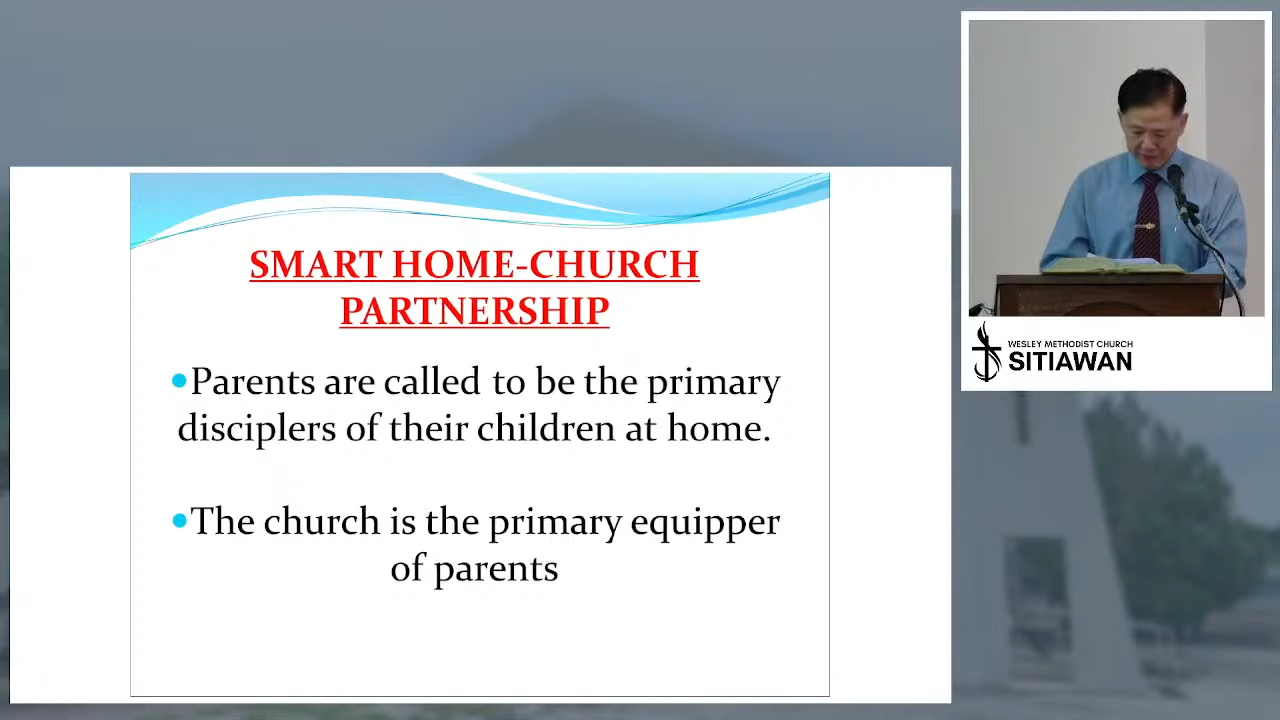 SMART HOME-CHURCH
PARTNERSHIP
•Parents are called to be the primary
disciplers of their children at home.
•The church is the primary equipper
of parents
WESLEY METHODIST CHURCH
SITIAWAN